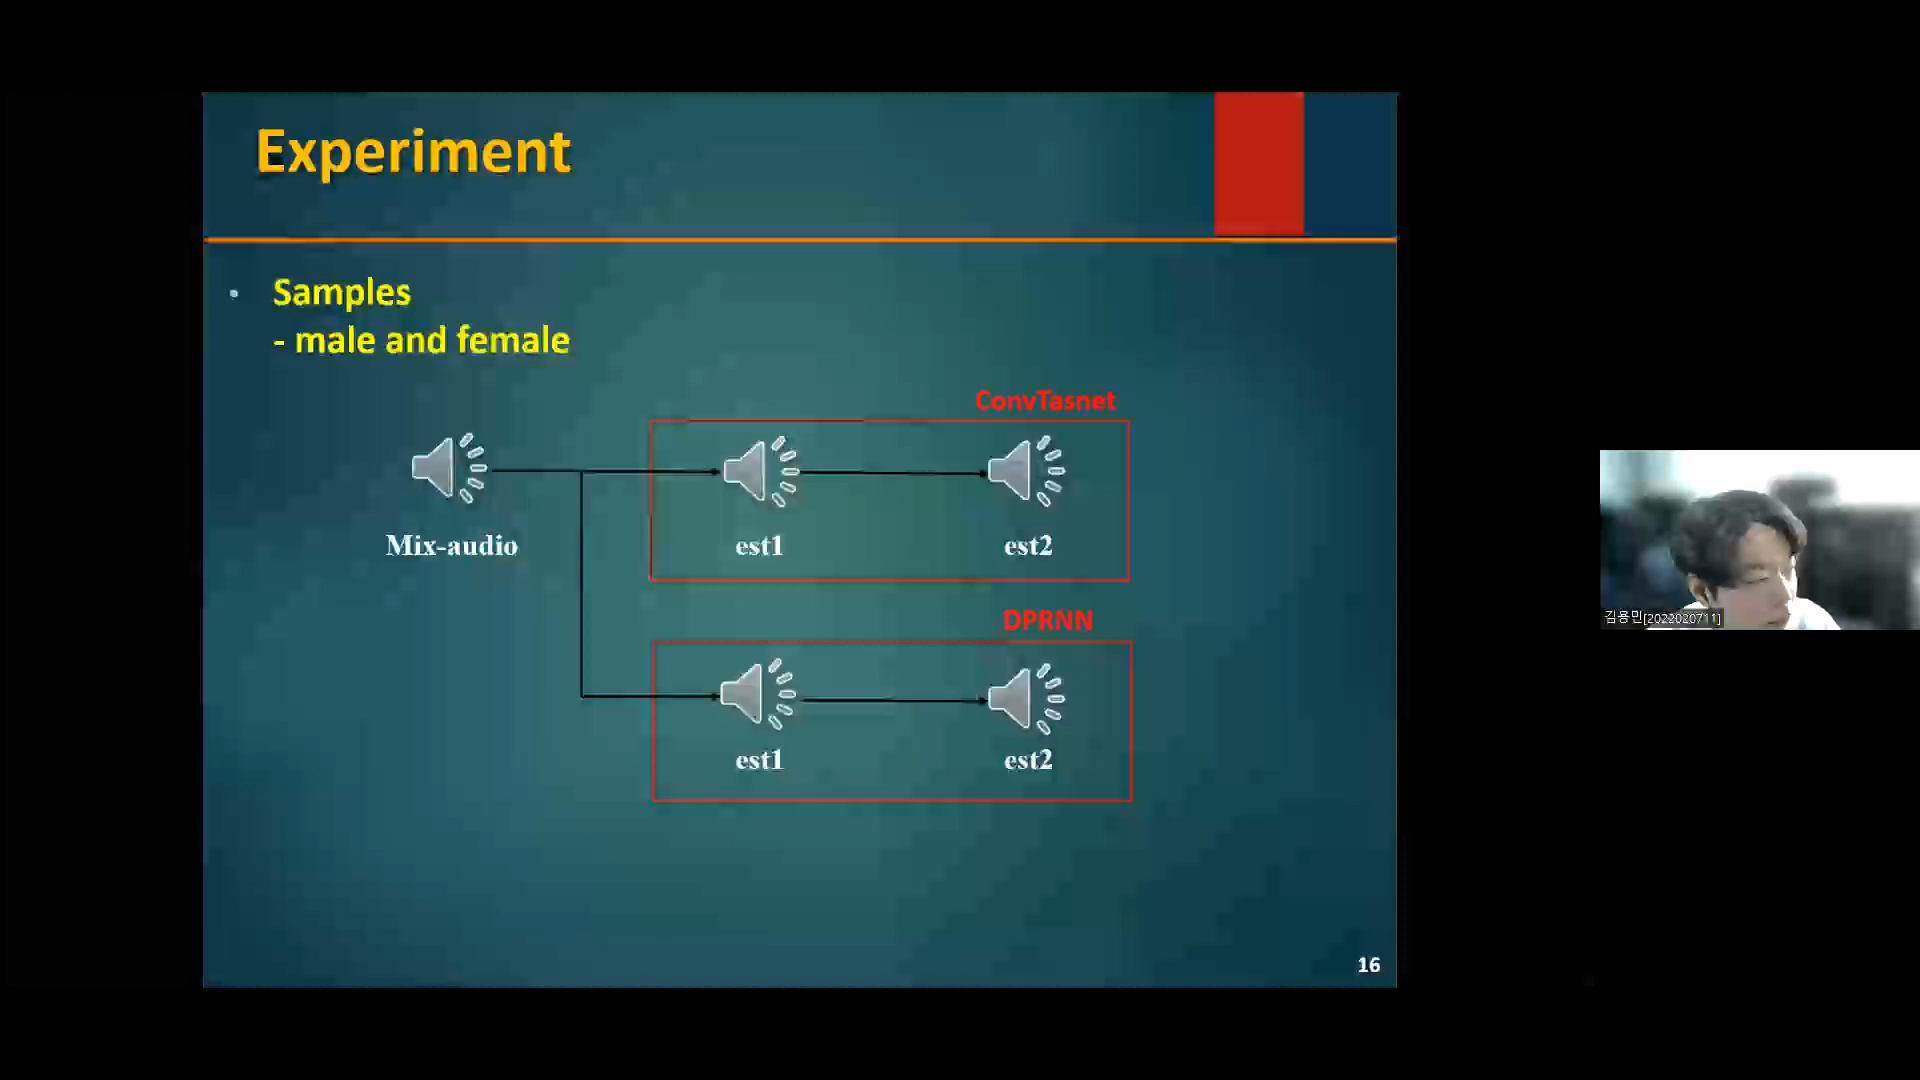 Experiment
• Samples
- male and female
ConvTasnet
Mix-audio
est1
est2
DPRNN
est1
est2
16
김용민[2022020711]